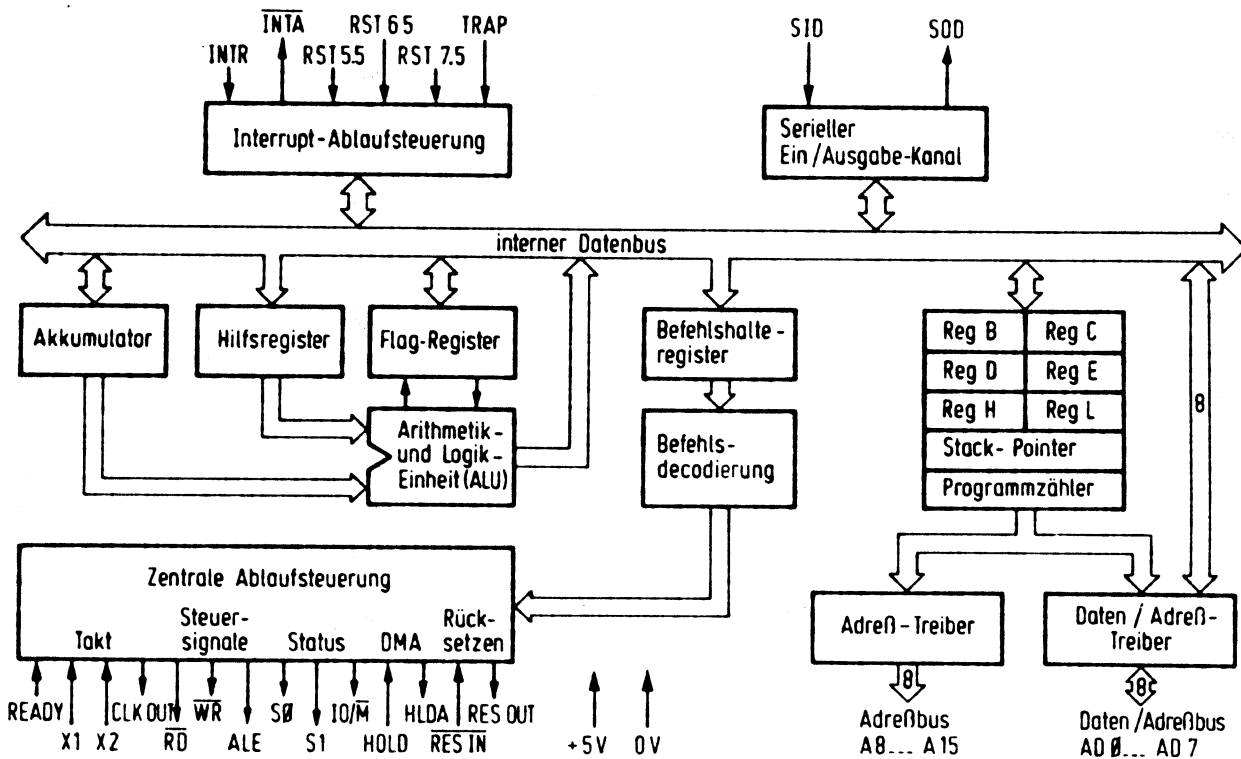 INTR INTA RST 5.5 RST 6 5 RST 7.5 TRAP
SID SOD
Interrupt-Ablaufsteuerung
Serieller
Ein/Ausgabe-Kanal
interner Datenbus
Akkumulator
Hilfsregister
Flag-Register
Befehlshalte-
register
Reg B Reg C
Reg D Reg E
Reg H Reg L
Stack-Pointer
Programmzähler
8
Arithmetik-
und Logik-
Einheit (ALU)
Befehls-
decodierung
Zentrale Ablaufsteuerung
Takt
Steuer-
signale
Status
DMA
Rück-
setzen
Adreß-Treiber
Daten / Adreß-
Treiber
8
8
READY X1 X2 CLK OUT RD WR ALE SØ S1 IO/M HOLD HLDA RES IN RES OUT
+5V 0V
Adreßbus
A8... A15
Daten/Adreßbus
AD Ø... AD 7